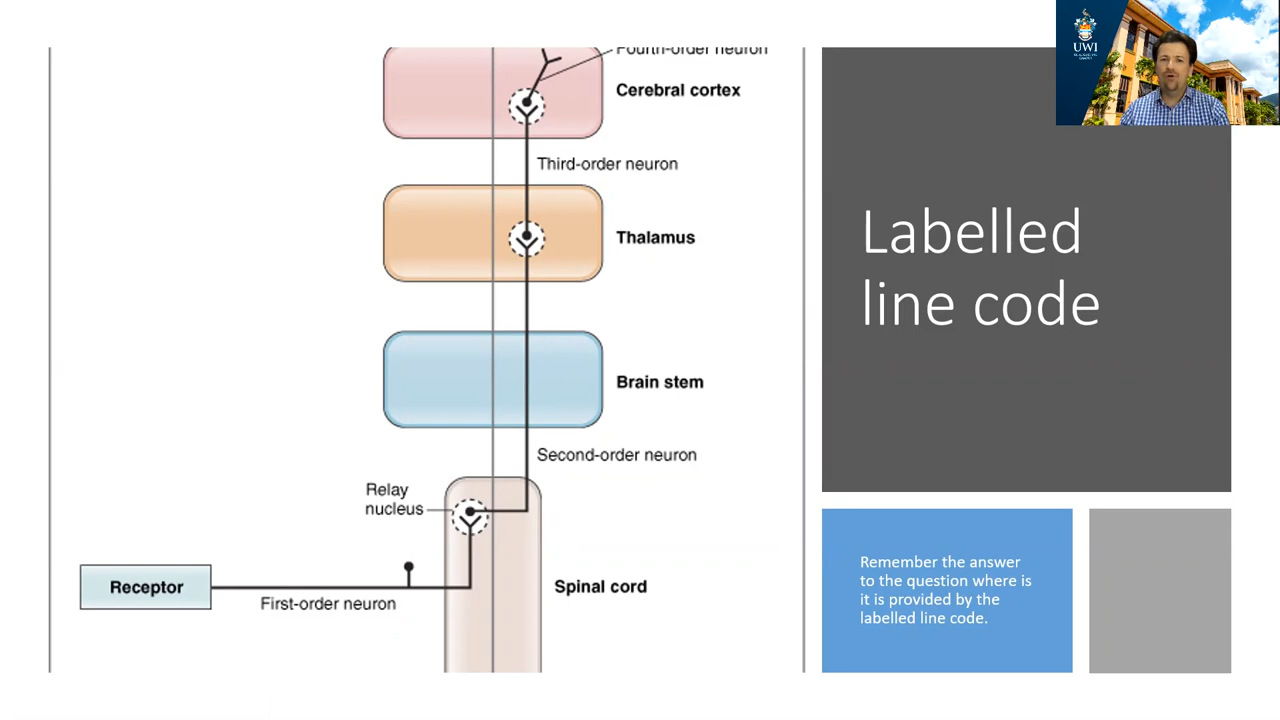 Fourth-order neuron
Cerebral cortex
Third-order neuron
Thalamus
Brain stem
Second-order neuron
Relay
nucleus
Receptor
First-order neuron
Spinal cord
Labelled
line code
Remember the answer
to the question where is
it is provided by the
labelled line code.
UWI